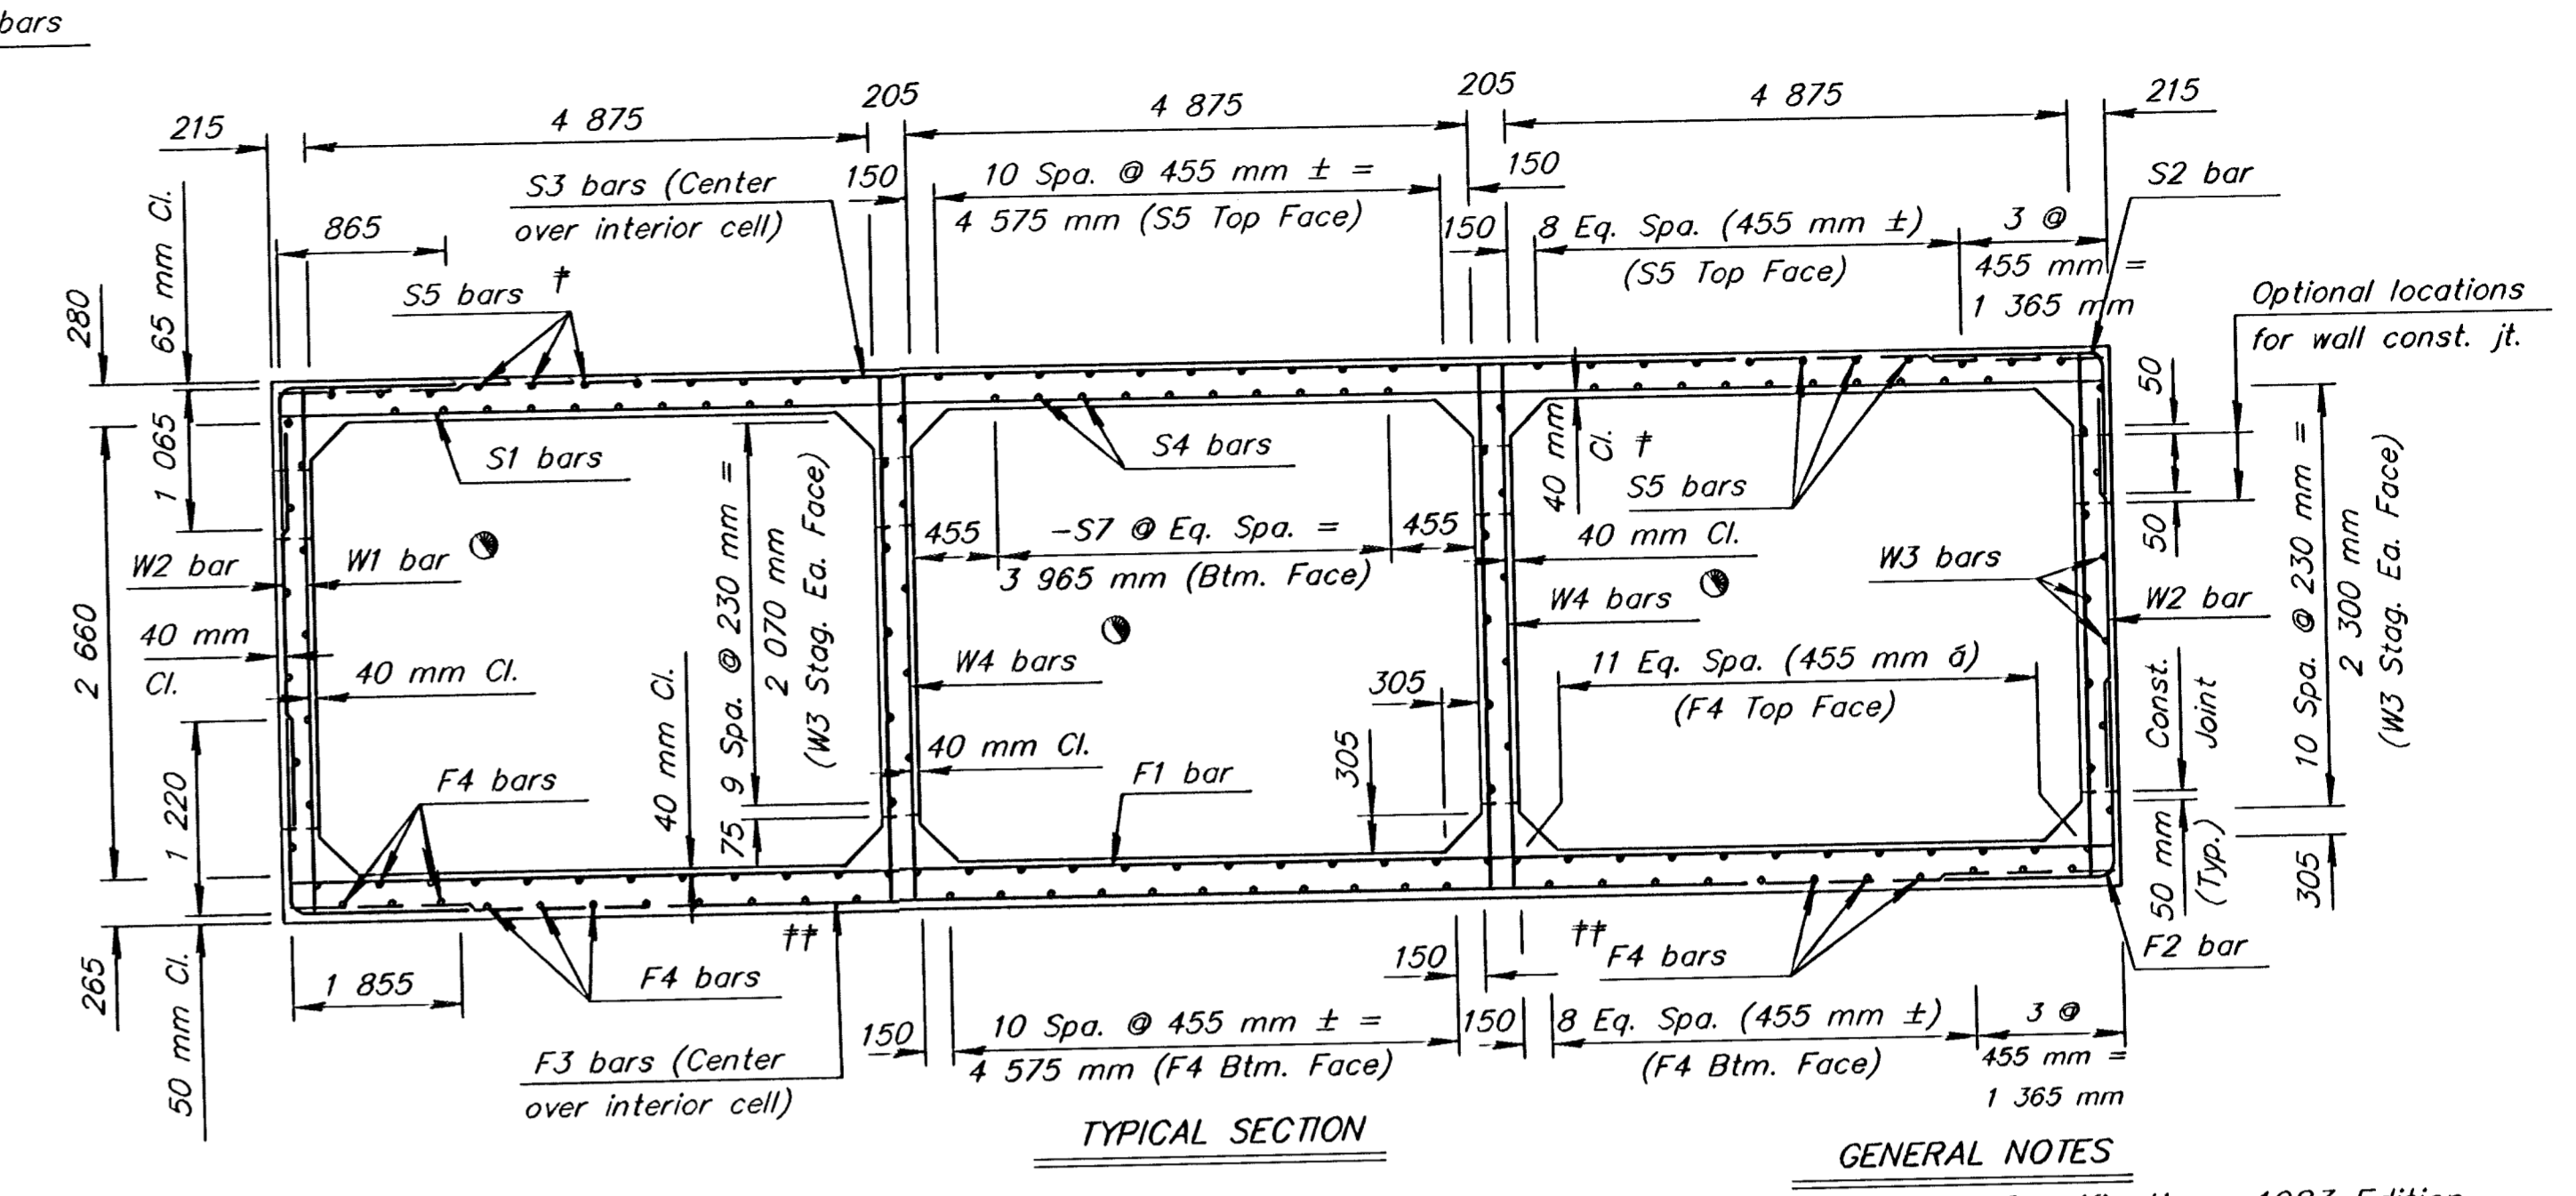 bars
215
4 875
205
4 875
205
4 875
215
65 mm Cl.
865
S3 bars (Center
over interior cell)
150
10 Spa. @ 455 mm ± =
4 575 mm (S5 Top Face)
150
150
8 Eq. Spa. (455 mm ±)
(S5 Top Face)
3 @
455 mm =
1 365 mm
S2 bar
Optional locations
for wall const. jt.
280
S5 bars ‡
1 065
S1 bars
S4 bars
40 mm
Cl. ‡
S5 bars
50
50
W2 bar
W1 bar
455
-S7 @ Eq. Spa. =
3 965 mm (Btm. Face)
455
40 mm Cl.
W3 bars
W4 bars
W2 bar
2 660
40 mm
Cl.
40 mm Cl.
40 mm Cl.
75
9 Spa. @ 230 mm =
2 070 mm
(W3 Stag. Ea. Face)
W4 bars
40 mm Cl.
305
305
11 Eq. Spa. (455 mm á)
(F4 Top Face)
Const.
Joint
10 Spa. @ 230 mm =
2 300 mm
(W3 Stag. Ea. Face)
1 220
F4 bars
F1 bar
50 mm
(Typ.)
305
265
50 mm Cl.
1 855
F4 bars
‡‡
‡‡
F4 bars
F2 bar
F3 bars (Center
over interior cell)
150
10 Spa. @ 455 mm ± =
4 575 mm (F4 Btm. Face)
150
150
8 Eq. Spa. (455 mm ±)
(F4 Btm. Face)
3 @
455 mm =
1 365 mm
TYPICAL SECTION
GENERAL NOTES
Edition